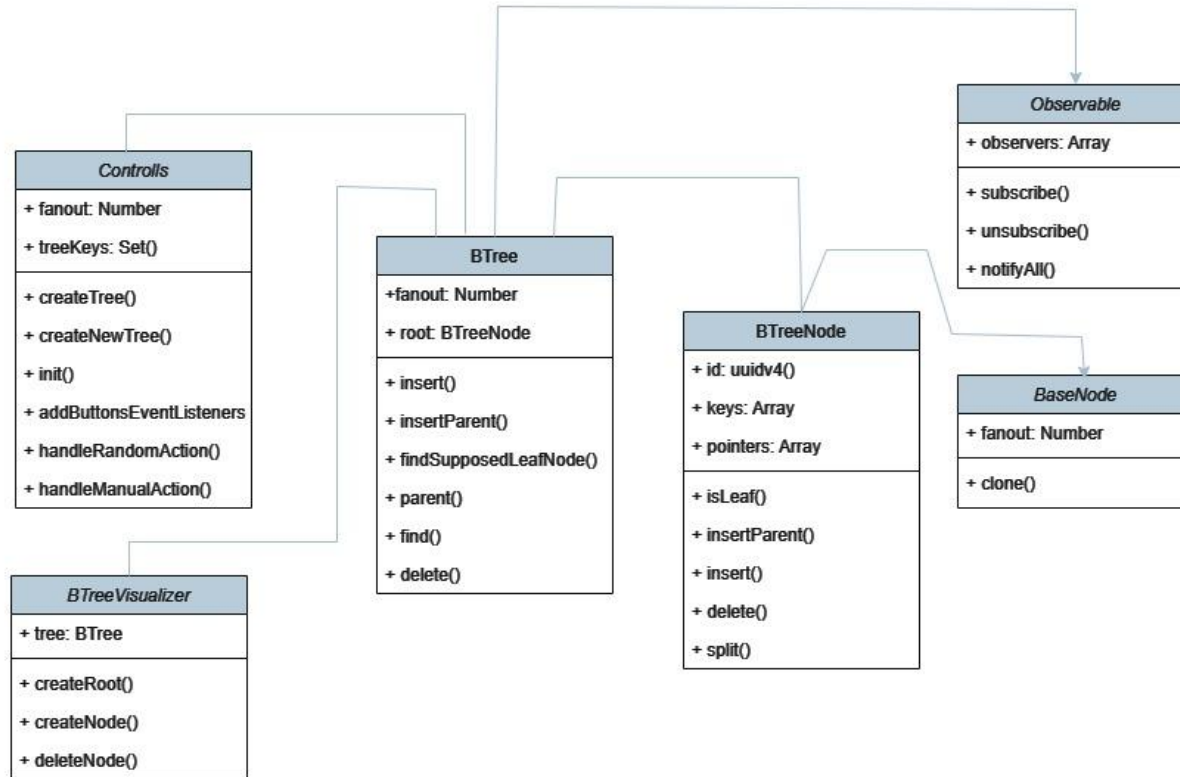 Controlls
+ fanout: Number
+ treeKeys: Set()
+ createTree()
+ createNewTree()
+ init()
+ addButtonsEventListeners
+ handleRandomAction()
+ handleManualAction()
BTreeVisualizer
+ tree: BTree
+ createRoot()
+ createNode()
+ deleteNode()
BTree
+fanout: Number
+ root: BTreeNode
+ insert()
+ insertParent()
+ findSupposedLeafNode()
+ parent()
+ find()
+ delete()
BTreeNode
+ id: uuidv4()
+ keys: Array
+ pointers: Array
+ isLeaf()
+ insertParent()
+ insert()
+ delete()
+ split()
Observable
+ observers: Array
+ subscribe()
+ unsubscribe()
+ notifyAll()
BaseNode
+ fanout: Number
+ clone()